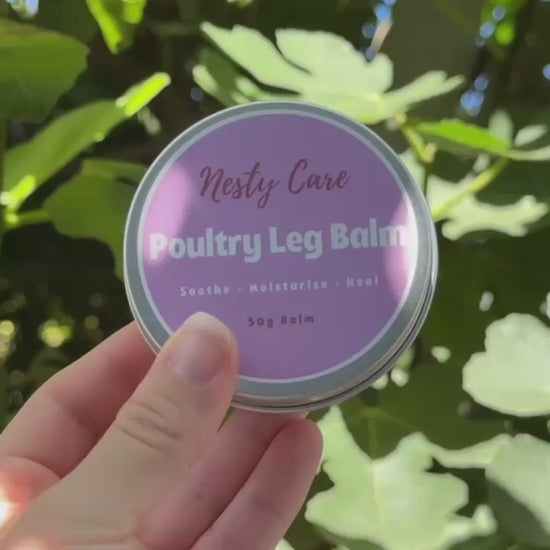 Nesty Care
Poultry Leg Balm
Soothe - Moisturise - Heal
50g Balm